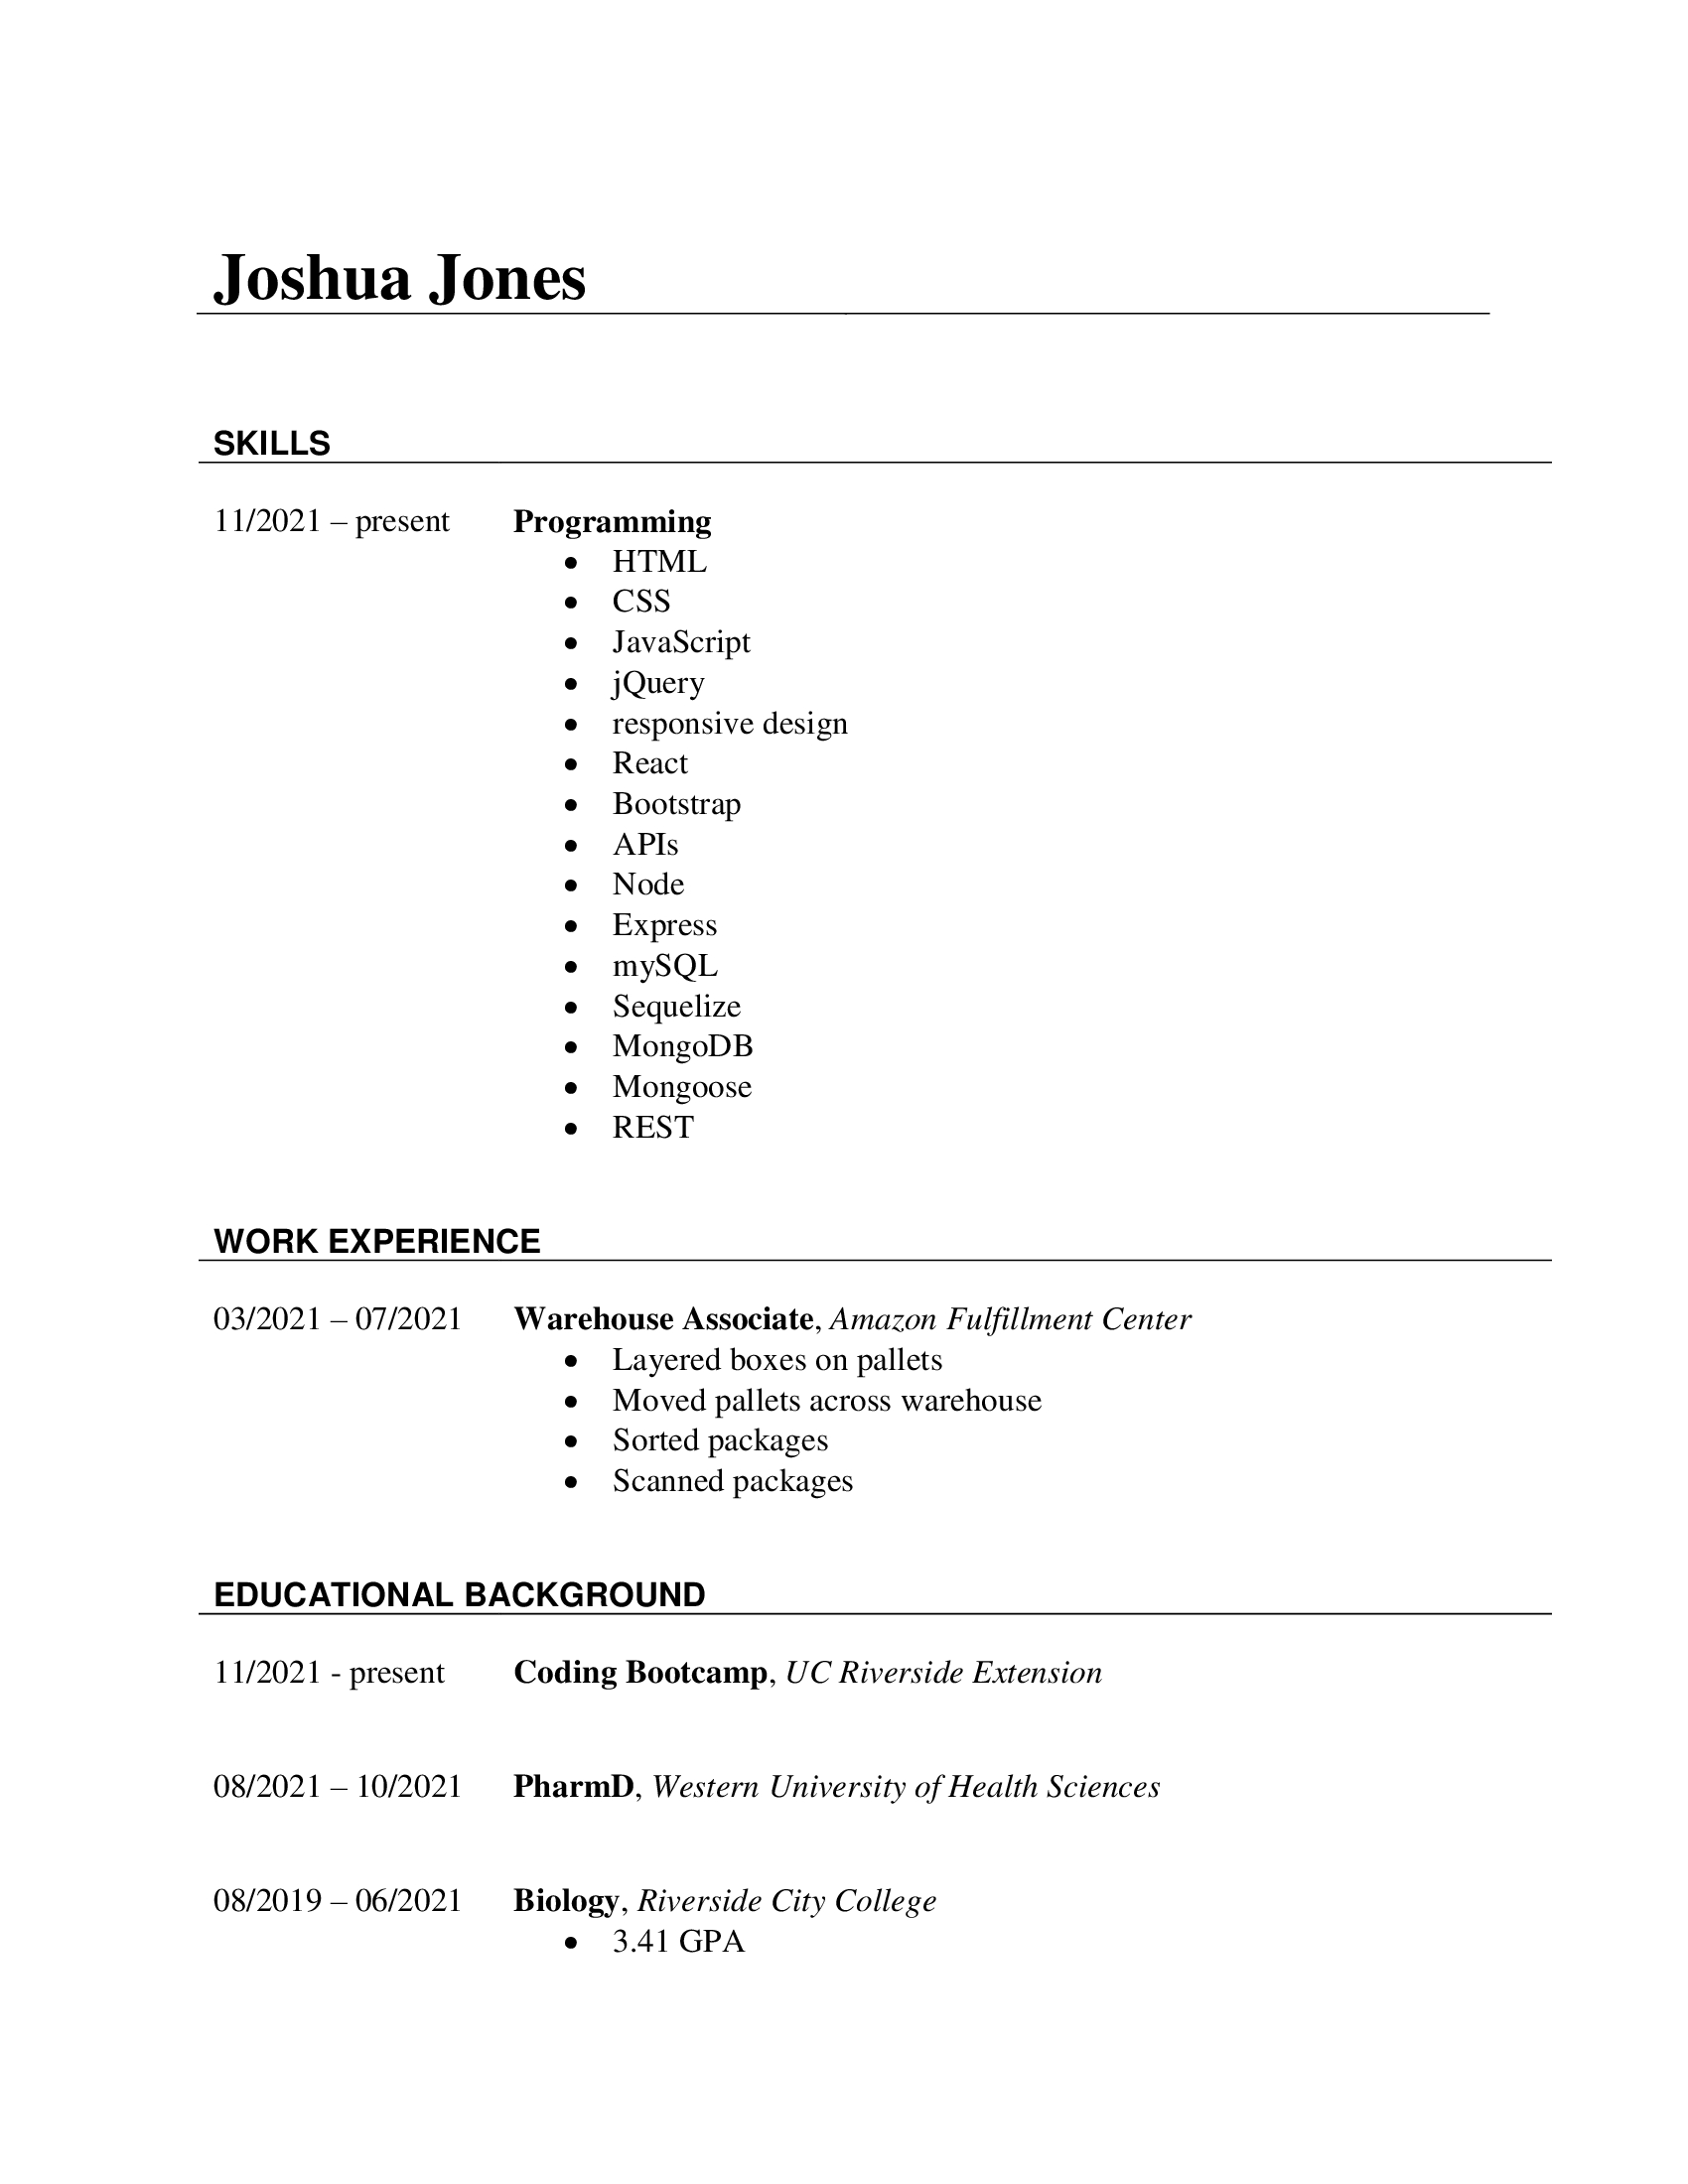 Joshua Jones
SKILLS
11/2021 – present Programming
• HTML
• CSS
• JavaScript
• jQuery
• responsive design
• React
• Bootstrap
• APIs
• Node
• Express
• mySQL
• Sequelize
• MongoDB
• Mongoose
• REST
WORK EXPERIENCE
03/2021 – 07/2021 Warehouse Associate, Amazon Fulfillment Center
• Layered boxes on pallets
• Moved pallets across warehouse
• Sorted packages
• Scanned packages
EDUCATIONAL BACKGROUND
11/2021 - present Coding Bootcamp, UC Riverside Extension
08/2021 – 10/2021 PharmD, Western University of Health Sciences
08/2019 – 06/2021 Biology, Riverside City College
• 3.41 GPA